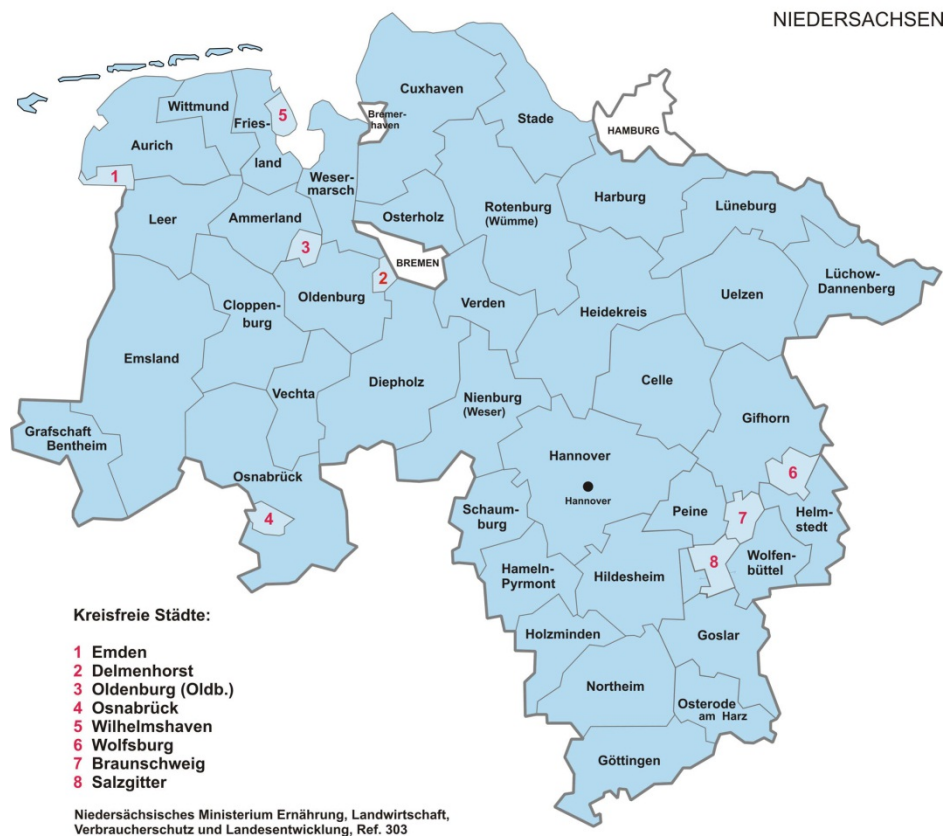 NIEDERSACHSEN
Cuxhaven
Wittmund
Bremer-
haven
5
Fries-
land
Stade
HAMBURG
Aurich
1
Weser-
marsch
Harburg
Lüneburg
Leer
Ammerland
Osterholz
Rotenburg
(Wümme)
3
BREMEN
2
Lüchow-
Dannenberg
Oldenburg
Cloppen-
burg
Verden
Heidekreis
Uelzen
Emsland
Vechta
Diepholz
Nienburg
(Weser)
Celle
Gifhorn
Grafschaft
Bentheim
Osnabrück
4
Hannover
Hannover
6
Schaum-
burg
Peine
7
Helm-
stedt
Hameln-
Pyrmont
Hildesheim
8
Wolfen-
büttel
Holzminden
Goslar
Northeim
Osterode
am Harz
Göttingen
Kreisfreie Städte:
1 Emden
2 Delmenhorst
3 Oldenburg (Oldb.)
4 Osnabrück
5 Wilhelmshaven
6 Wolfsburg
7 Braunschweig
8 Salzgitter
Niedersächsisches Ministerium Ernährung, Landwirtschaft,
Verbraucherschutz und Landesentwicklung, Ref. 303